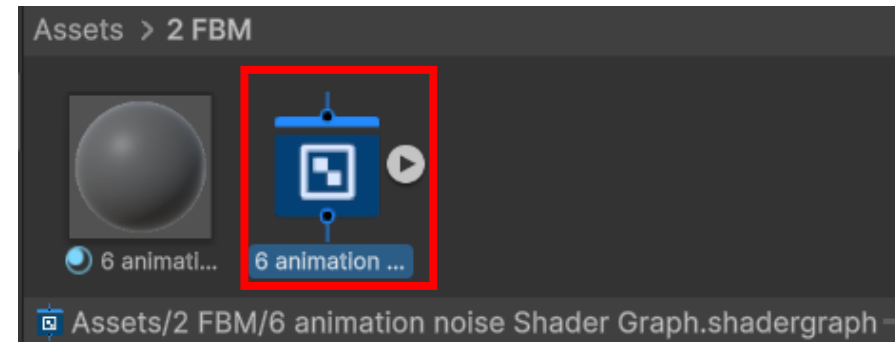 Assets > 2 FBM
6 animati...
6 animation ...
Assets/2 FBM/6 animation noise Shader Graph.shadergraph